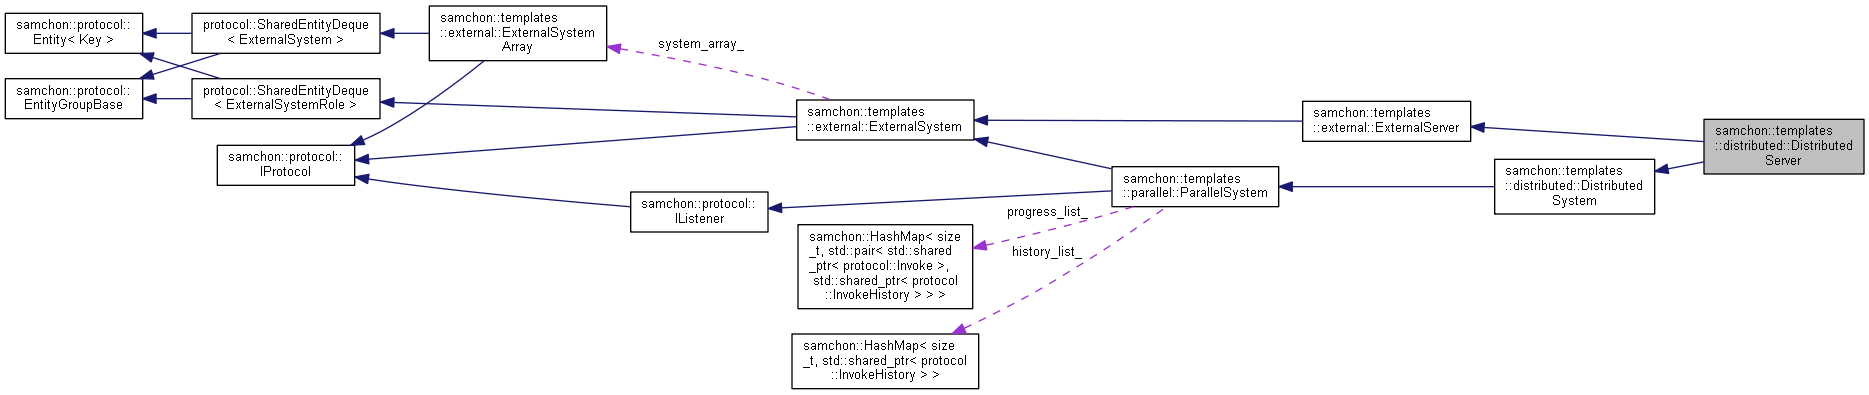 samchon::protocol::
Entity< Key >
protocol::SharedEntityDeque
< ExternalSystem >
samchon::templates
::external::ExternalSystem
Array
system_array_
samchon::protocol::
EntityGroupBase
protocol::SharedEntityDeque
< ExternalSystemRole >
samchon::templates
::external::ExternalSystem
samchon::templates
::external::ExternalServer
samchon::templates
::distributed::Distributed
Server
samchon::protocol::
IProtocol
samchon::templates
::parallel::ParallelSystem
samchon::templates
::distributed::Distributed
System
samchon::protocol::
IListener
progress_list_
samchon::HashMap< size
_t, std::pair< std::shared
_ptr< protocol::Invoke >,
std::shared_ptr< protocol
::InvokeHistory > > >
history_list_
samchon::HashMap< size
_t, std::shared_ptr< protocol
::InvokeHistory > >